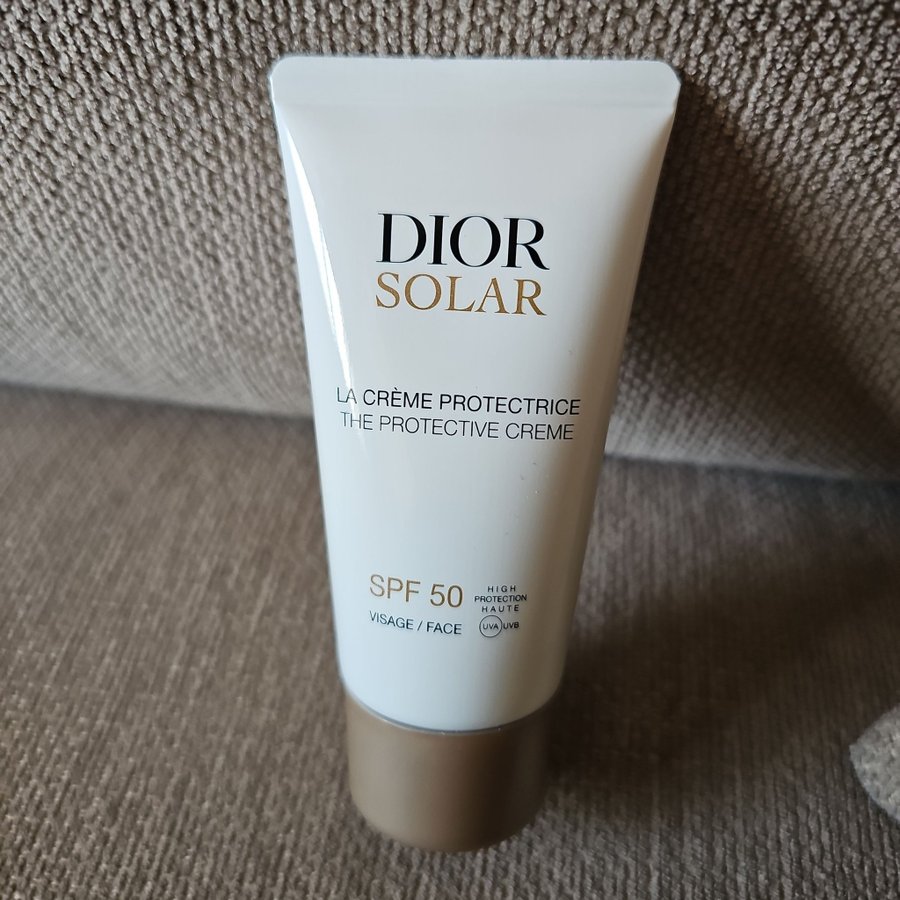 DIOR
SOLAR
LA CRÈME PROTECTRICE
THE PROTECTIVE CREME
SPF 50
VISAGE / FACE
HIGH
PROTECTION
HAUTE
UVA UVB